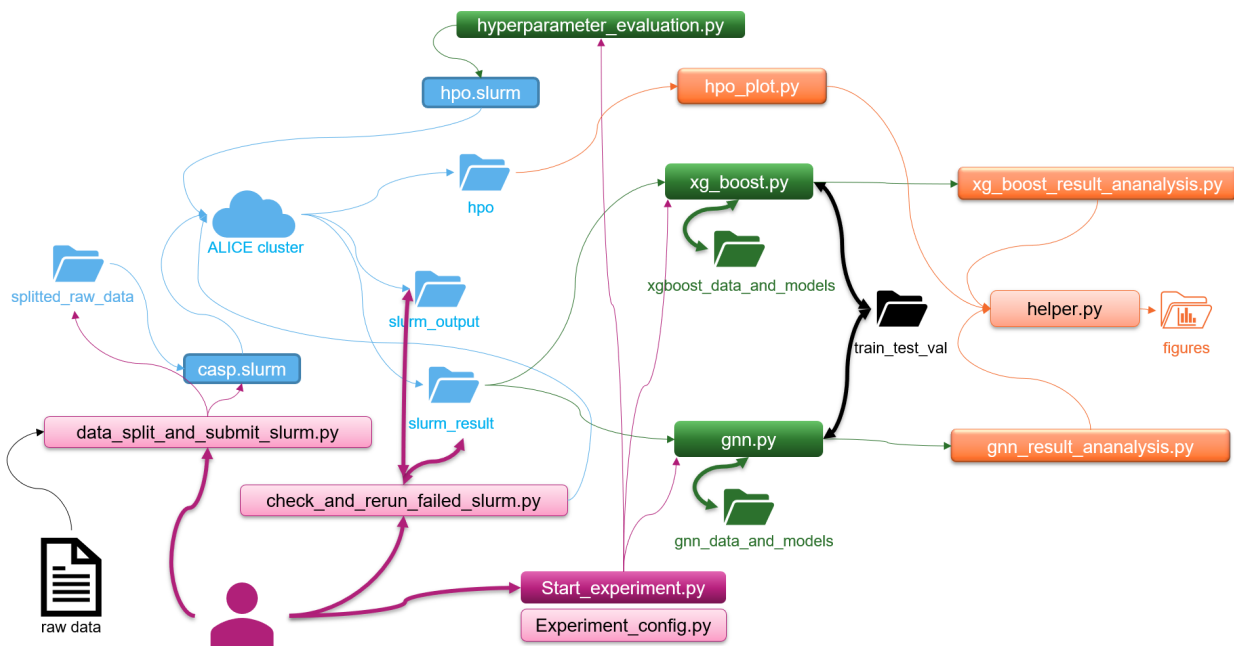 hyperparameter_evaluation.py
hpo.slurm
hpo_plot.py
hpo
xg_boost.py
xg_boost_result_ananalysis.py
ALICE cluster
splitted_raw_data
xgboost_data_and_models
slurm_output
helper.py
train_test_val
figures
casp.slurm
slurm_result
data_split_and_submit_slurm.py
gnn.py
gnn_result_ananalysis.py
check_and_rerun_failed_slurm.py
gnn_data_and_models
Start_experiment.py
raw data
Experiment_config.py